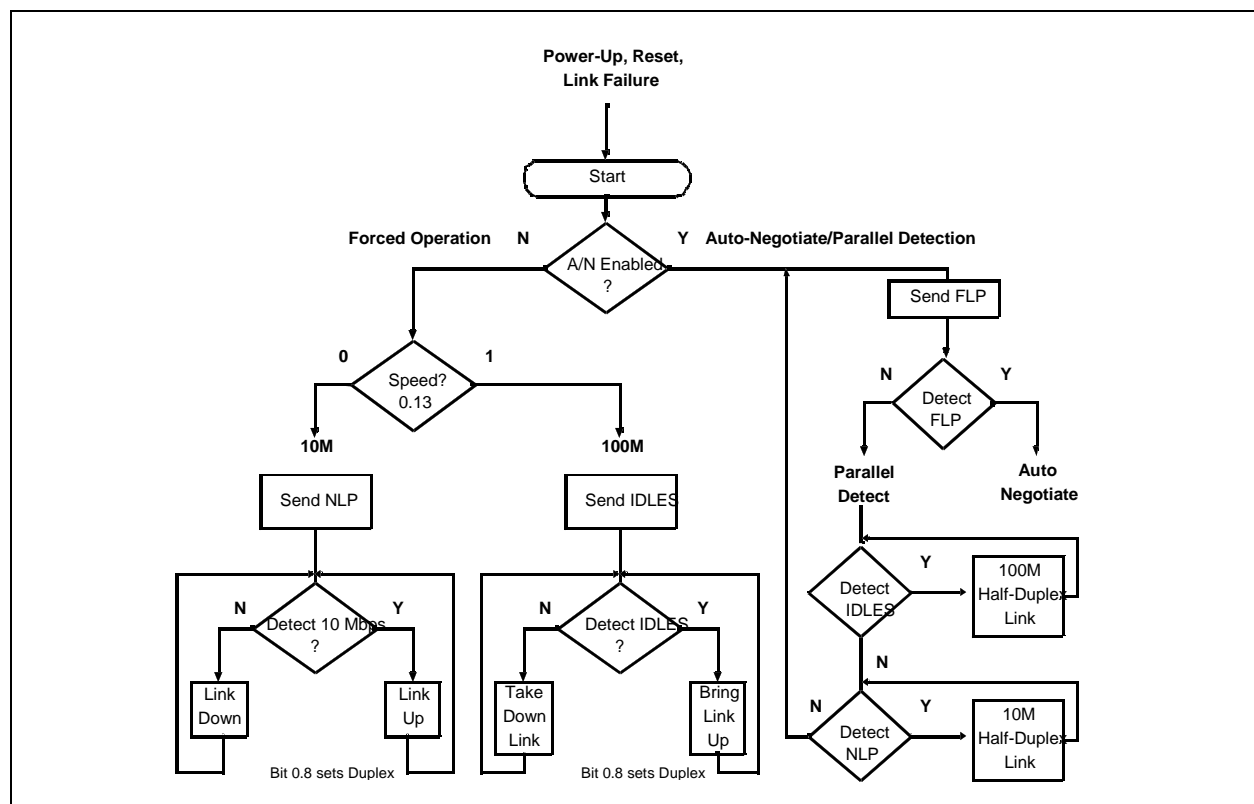 Power-Up, Reset,
Link Failure
Start
Forced Operation N
Y Auto-Negotiate/Parallel Detection
A/N Enabled
?
Send FLP
0
1
Speed?
0.13
N
Y
Detect
FLP
10M
100M
Parallel
Detect
Auto
Negotiate
Send NLP
Send IDLES
Detect
IDLES
Y
100M
Half-Duplex
Link
N
Y
Detect 10 Mbps
?
N
Y
Detect IDLES
?
N
Link
Down
Link
Up
Take
Down
Link
Bring
Link
Up
N
Y
Detect
NLP
10M
Half-Duplex
Link
Bit 0.8 sets Duplex
Bit 0.8 sets Duplex